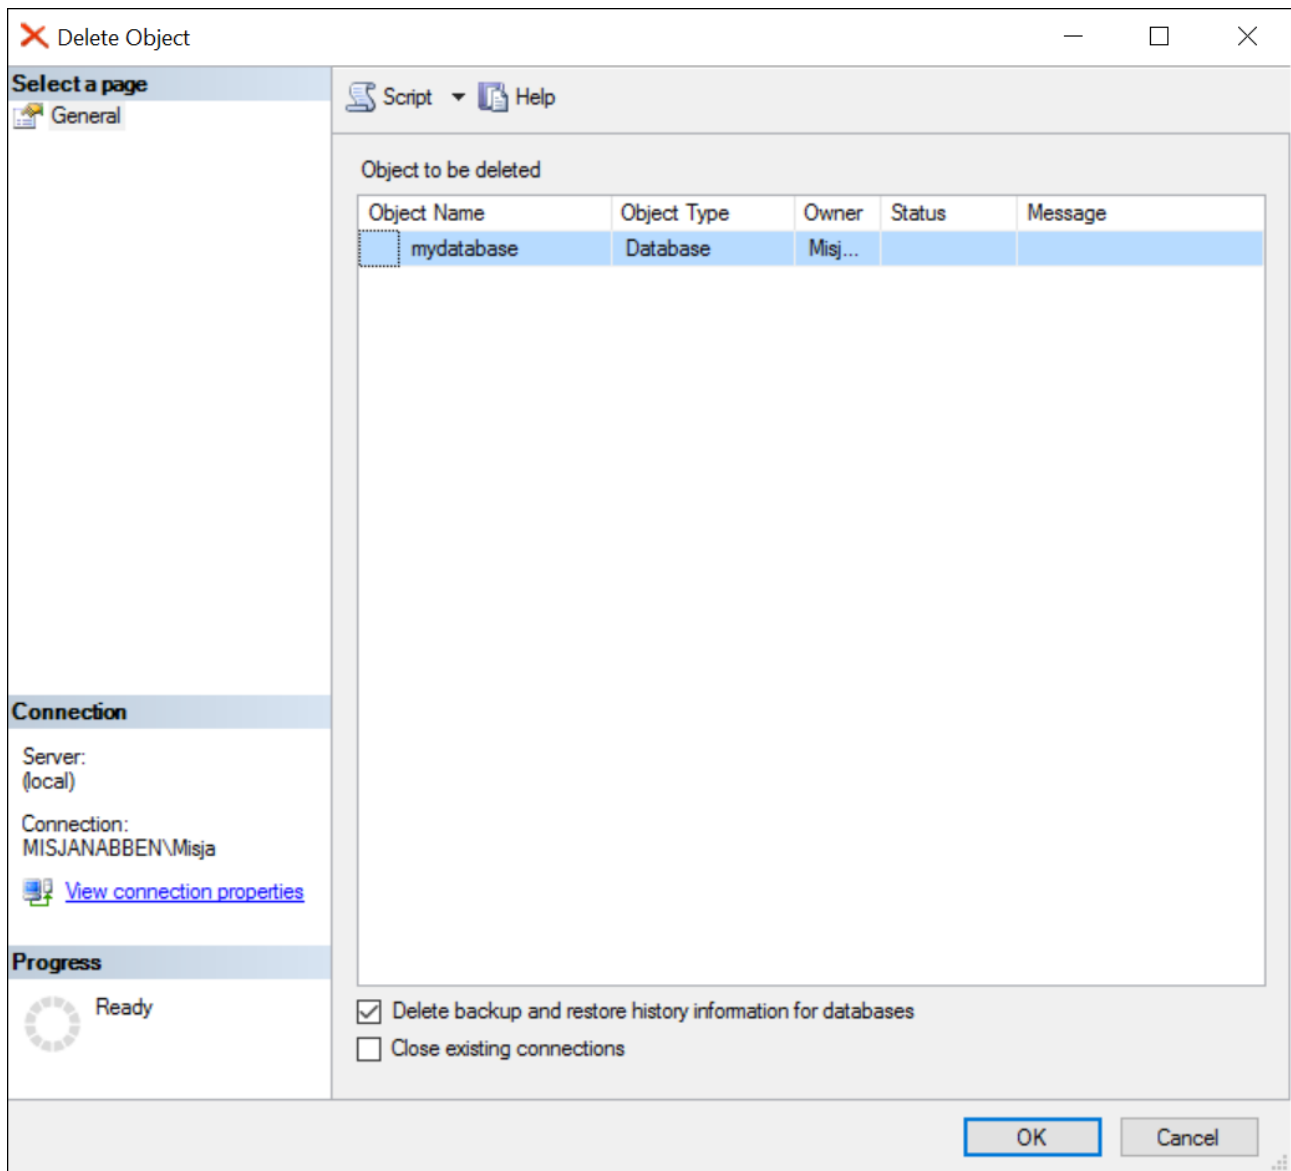 Delete Object
Select a page
General
Script
Help
Object to be deleted
Object Name Object Type Owner Status Message
mydatabase Database Misj...
Connection
Server:
(local)
Connection:
MISJANABBEN\Misja
View connection properties
Progress
Ready
Delete backup and restore history information for databases
Close existing connections
OK Cancel